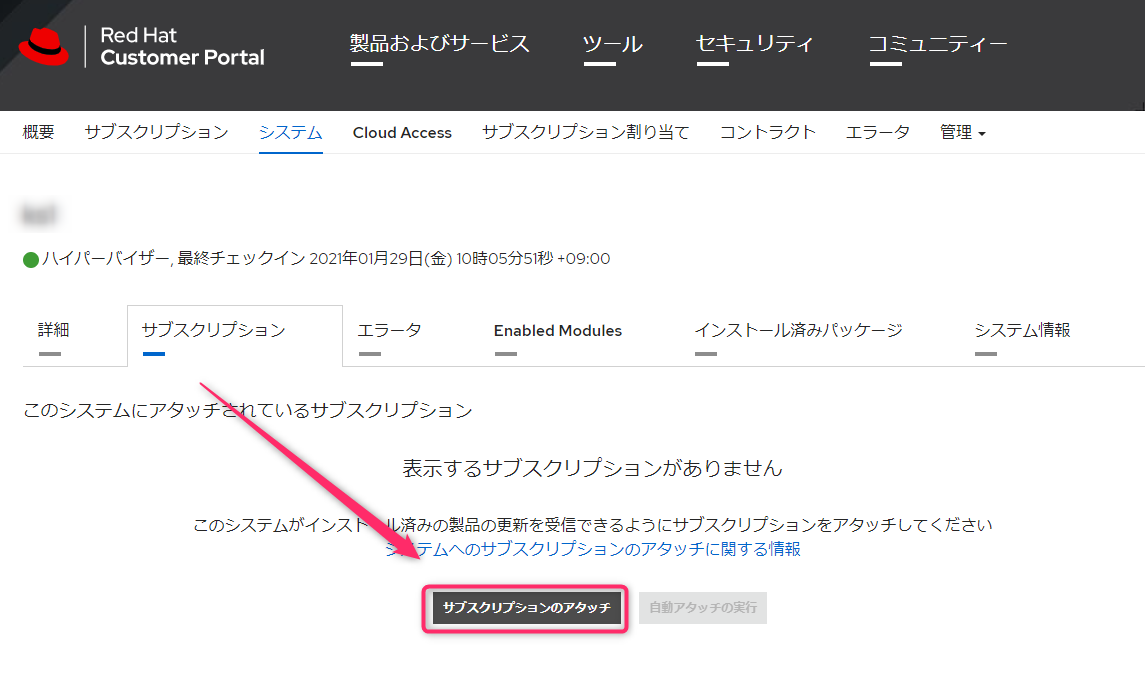 Red Hat
Customer Portal
製品およびサービス ツール セキュリティ コミュニティー
概要 サブスクリプション システム Cloud Access サブスクリプション割り当て コントラクト エラータ 管理
ハイパーバイザー, 最終チェックイン 2021年01月29日(金) 10時05分51秒 +09:00
詳細 サブスクリプション エラータ Enabled Modules インストール済みパッケージ システム情報
このシステムにアタッチされているサブスクリプション
表示するサブスクリプションがありません
このシステムがインストール済みの製品の更新を受信できるようにサブスクリプションをアタッチしてください
システムへのサブスクリプションのアタッチに関する情報
サブスクリプションのアタッチ 自動アタッチの実行